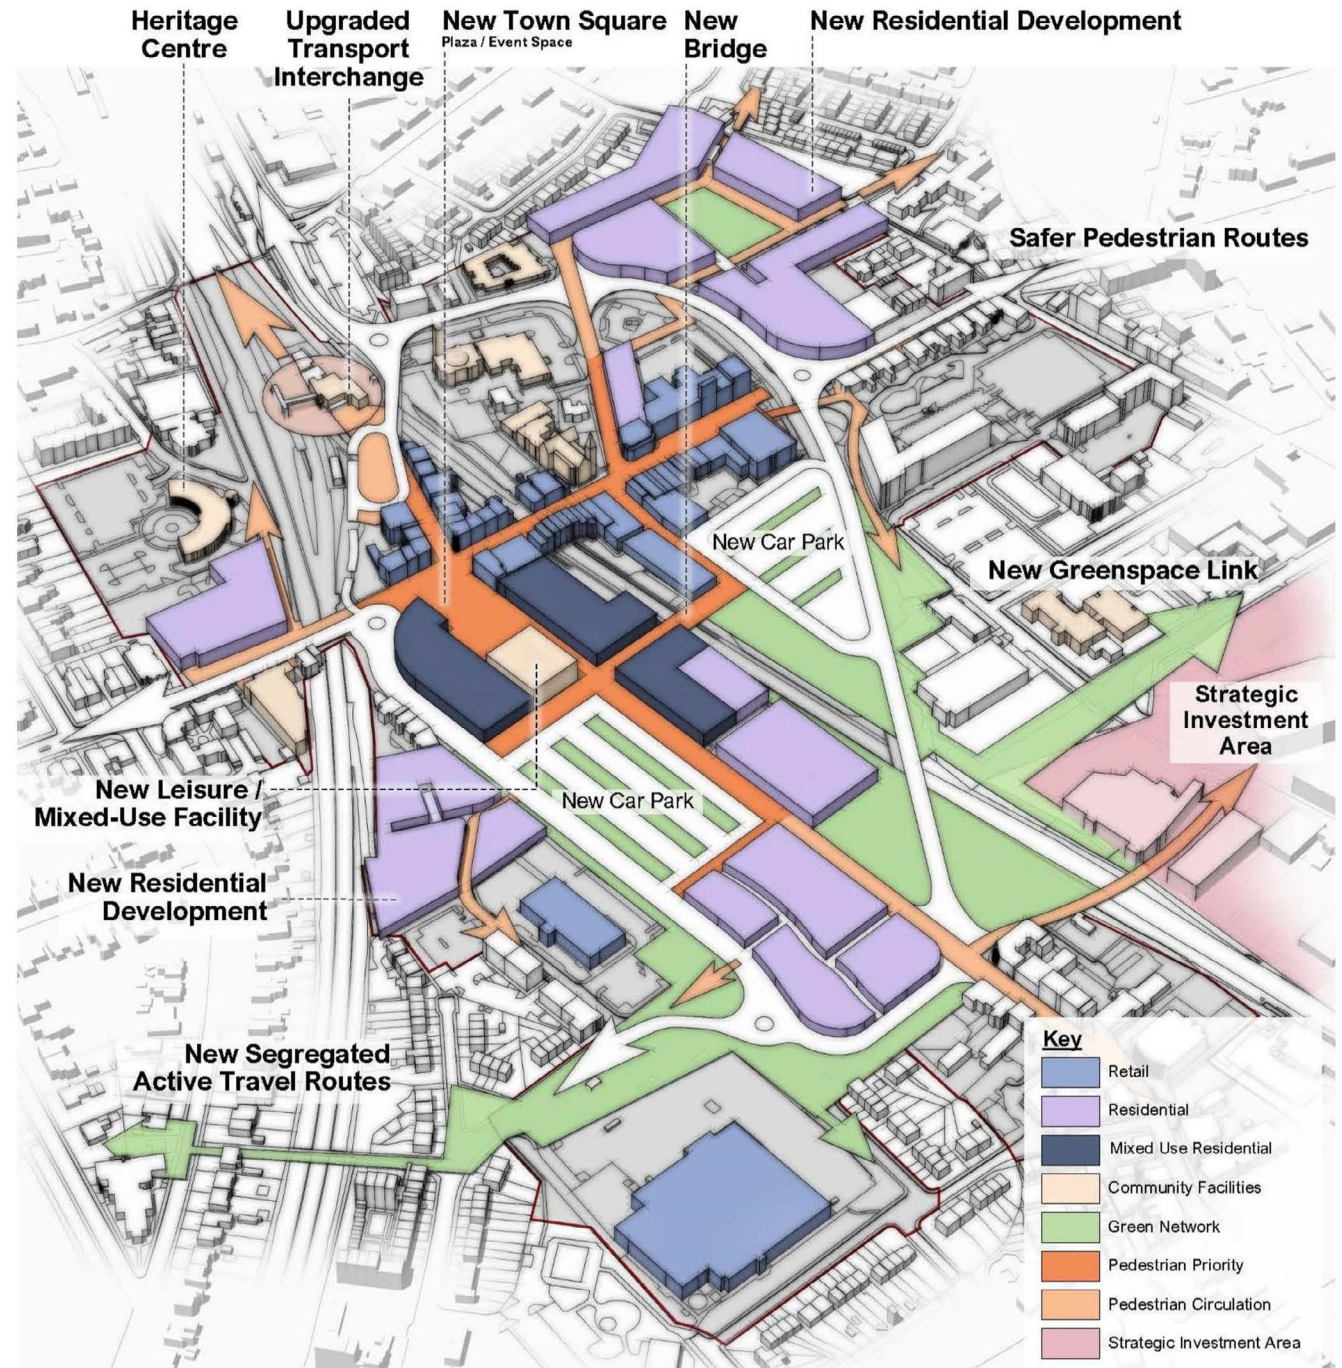 Heritage
Centre
Upgraded
Transport
Interchange
New Town Square
Plaza / Event Space
New
Bridge
New Residential Development
Safer Pedestrian Routes
New Car Park
New Greenspace Link
Strategic
Investment
Area
New Leisure /
Mixed-Use Facility
New Car Park
New Residential
Development
New Segregated
Active Travel Routes
Key
Retail
Residential
Mixed Use Residential
Community Facilities
Green Network
Pedestrian Priority
Pedestrian Circulation
Strategic Investment Area